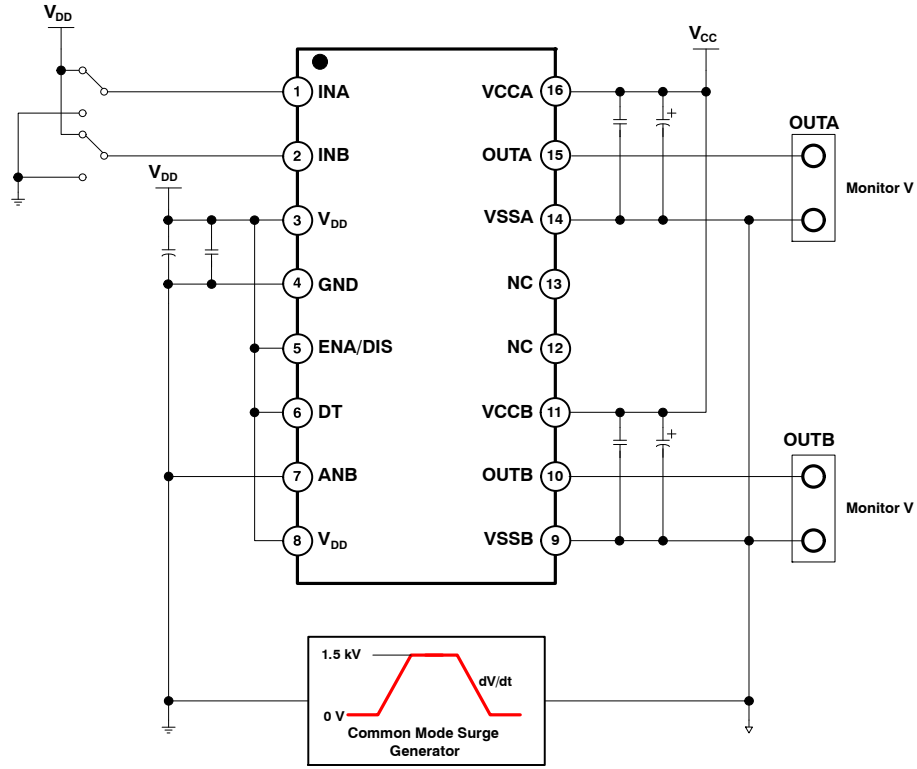 VDD
VCC
1 INA VCCA 16
OUTA
2 INB OUTA 15
VDD
Monitor V
3 VDD VSSA 14
4 GND NC 13
5 ENA/DIS NC 12
6 DT VCCB 11
+
+
OUTB
7 ANB OUTB 10
Monitor V
8 VDD VSSB 9
1.5 kV
dV/dt
0 V
Common Mode Surge
Generator